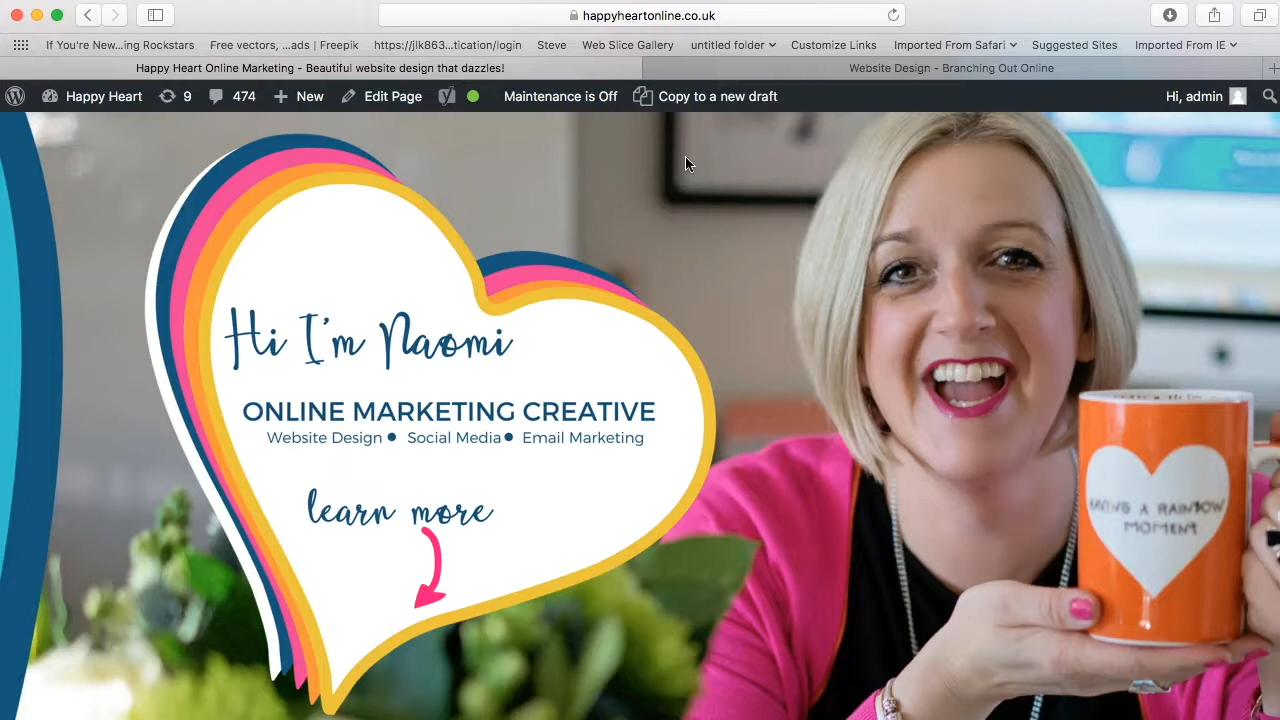 happyheartonline.co.uk
If You're New...ing Rockstars Free vectors, ...ads | Freepik https://jlk863...tication/login Steve Web Slice Gallery untitled folder Customize Links Imported From Safari Suggested Sites Imported From IE
Happy Heart Online Marketing - Beautiful website design that dazzles! Website Design - Branching Out Online
Happy Heart 9 474 New Edit Page Maintenance is Off Copy to a new draft Hi, admin
Hi I'm Naomi
ONLINE MARKETING CREATIVE
Website Design ● Social Media ● Email Marketing
learn more
HAVING A RAINBOW
MOMENT